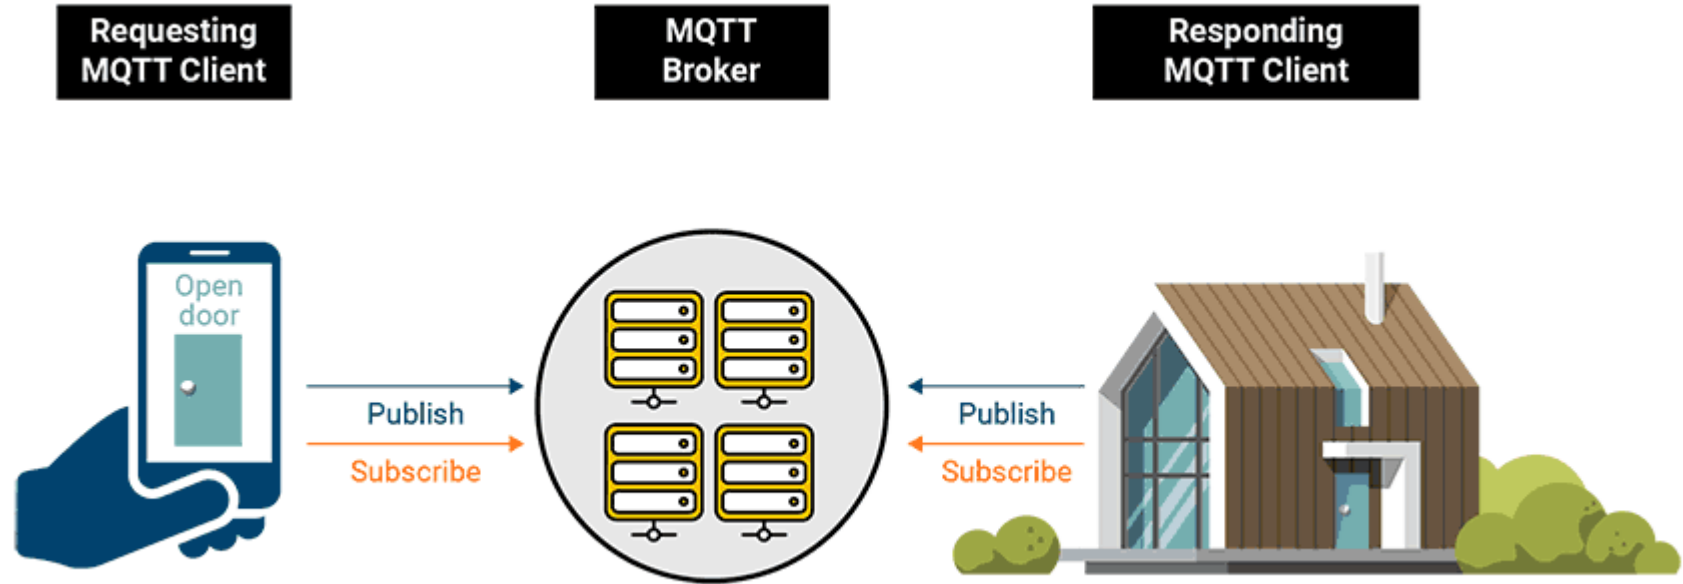 Requesting
MQTT Client
MQTT
Broker
Responding
MQTT Client
Open
door
Publish
Subscribe
Publish
Subscribe